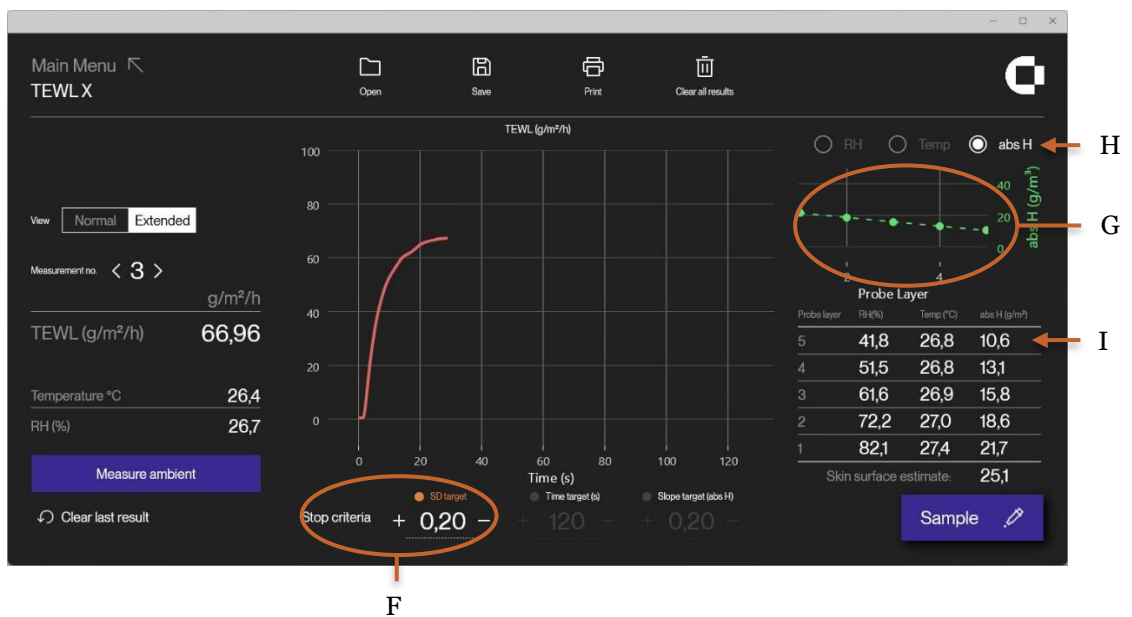 Main Menu
TEWL X
Open
Save
Print
Clear all results
View
Normal
Extended
Measurement no.
< 3 >
g/m²/h
TEWL (g/m²/h) 66,96
Temperature °C 26,4
RH (%) 26,7
Measure ambient
Clear last result
TEWL (g/m²/h)
100
80
60
40
20
0
0 20 40 60 80 100 120
Time (s)
SD target
Time target (s)
Slope target (abs H)
Stop criteria + 0,20 − + 120 − + 0,20 −
F
RH
Temp
abs H
H
40
20
0
abs H (g/m³)
G
2 4
Probe Layer
Probe layer RH(%) Temp (°C) abs H (g/m³)
5 41,8 26,8 10,6
I
4 51,5 26,8 13,1
3 61,6 26,9 15,8
2 72,2 27,0 18,6
1 82,1 27,4 21,7
Skin surface estimate: 25,1
Sample